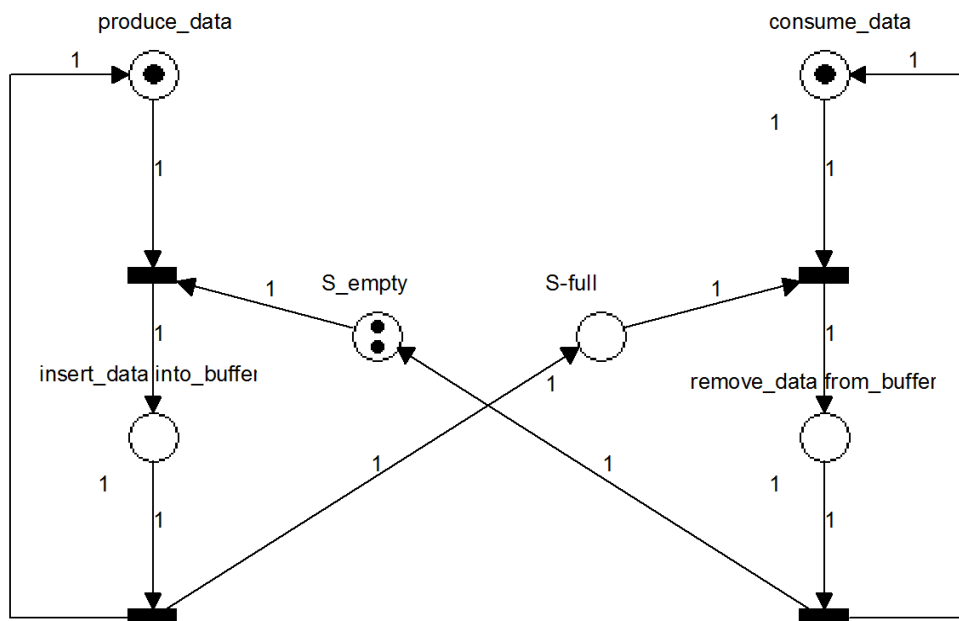 produce_data
consume_data
1
1
1
1
1
S_empty
S-full
1
1
1
1
insert_data into_buffer
remove_data from_buffer
1
1
1
1
1
1
1
1